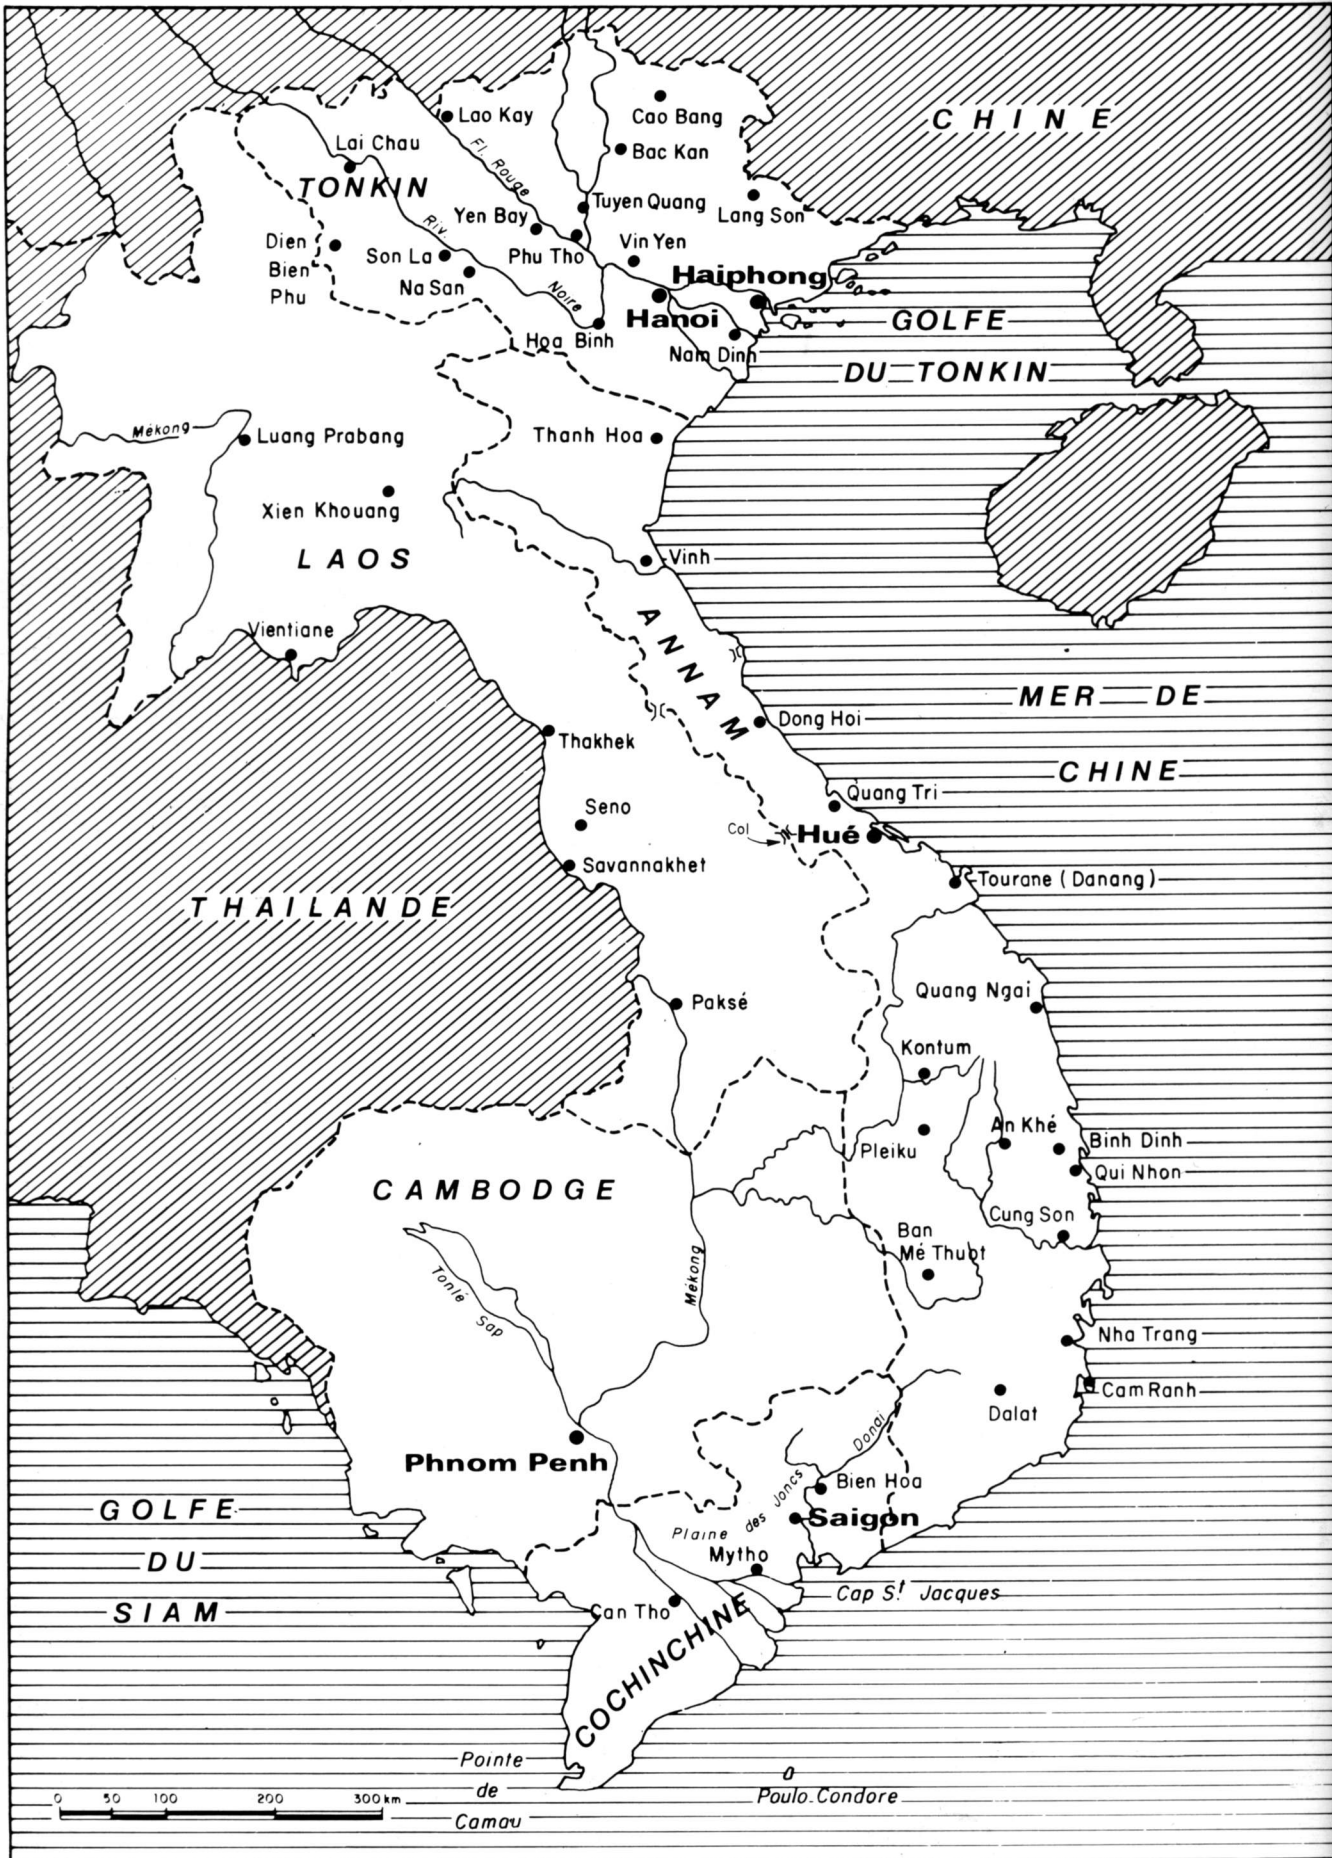 CHINE
Lao Kay
Cao Bang
Lai Chau
Fl. Rouge
Bac Kan
TONKIN
Tuyen Quang
Lang Son
Yen Bay
Riv.
Dien
Bien
Phu
Son La
Phu Tho
Vin Yen
Na San
Noire
Haiphong
Hanoi
GOLFE
DU TONKIN
Hoa Binh
Nam Dinh
Mékong
Luang Prabang
Thanh Hoa
Xien Khouang
LAOS
Vinh
ANNAM
Vientiane
MER DE
CHINE
Dong Hoi
Thakhek
Quang Tri
Seno
Col
Hué
Savannakhet
Tourane (Danang)
THAILANDE
Paksé
Quang Ngai
Kontum
An Khé
Binh Dinh
Pleiku
Qui Nhon
CAMBODGE
Cung Son
Ban
Mé Thuot
Tonlé
Sap
Mékong
Nha Trang
Cam Ranh
Dalat
Donai
Phnom Penh
Bien Hoa
GOLFE
DU
SIAM
Plaine des Joncs
Saigon
Mytho
Cap St Jacques
Can Tho
COCHINCHINE
Pointe
de
Camau
Poulo.Condore
0 50 100 200 300 km